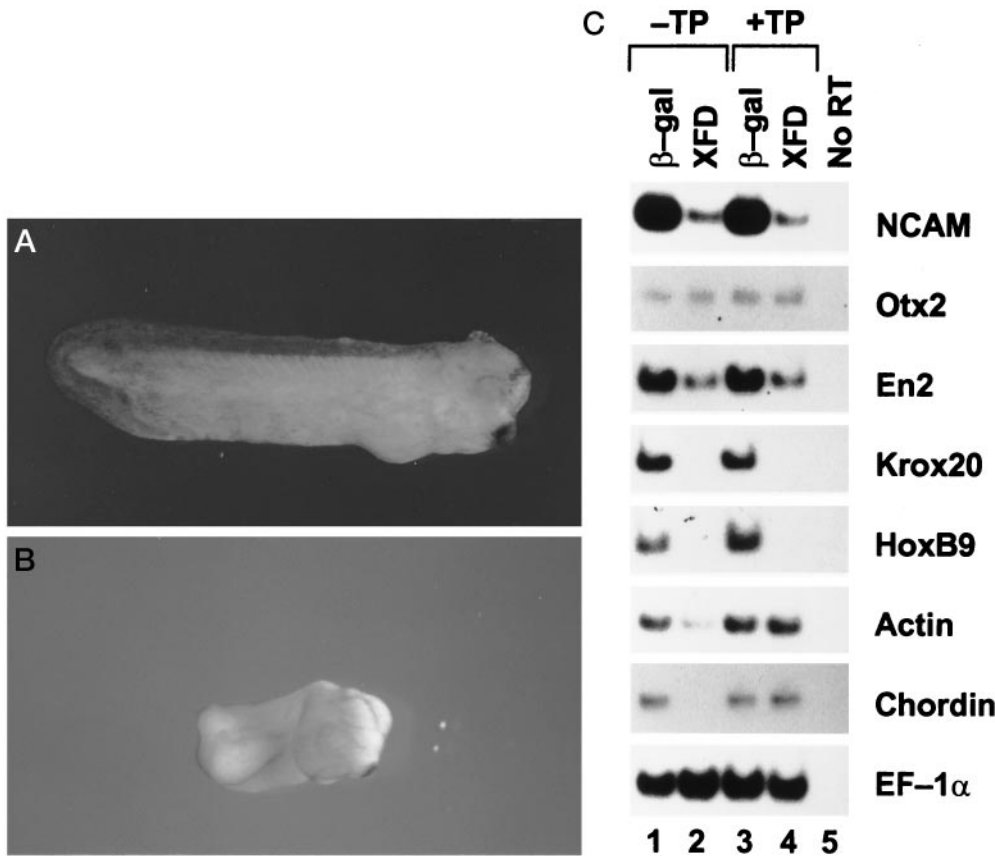 A
B
C
–TP +TP
β–gal XFD β–gal XFD No RT
NCAM
Otx2
En2
Krox20
HoxB9
Actin
Chordin
EF–1α
1 2 3 4 5